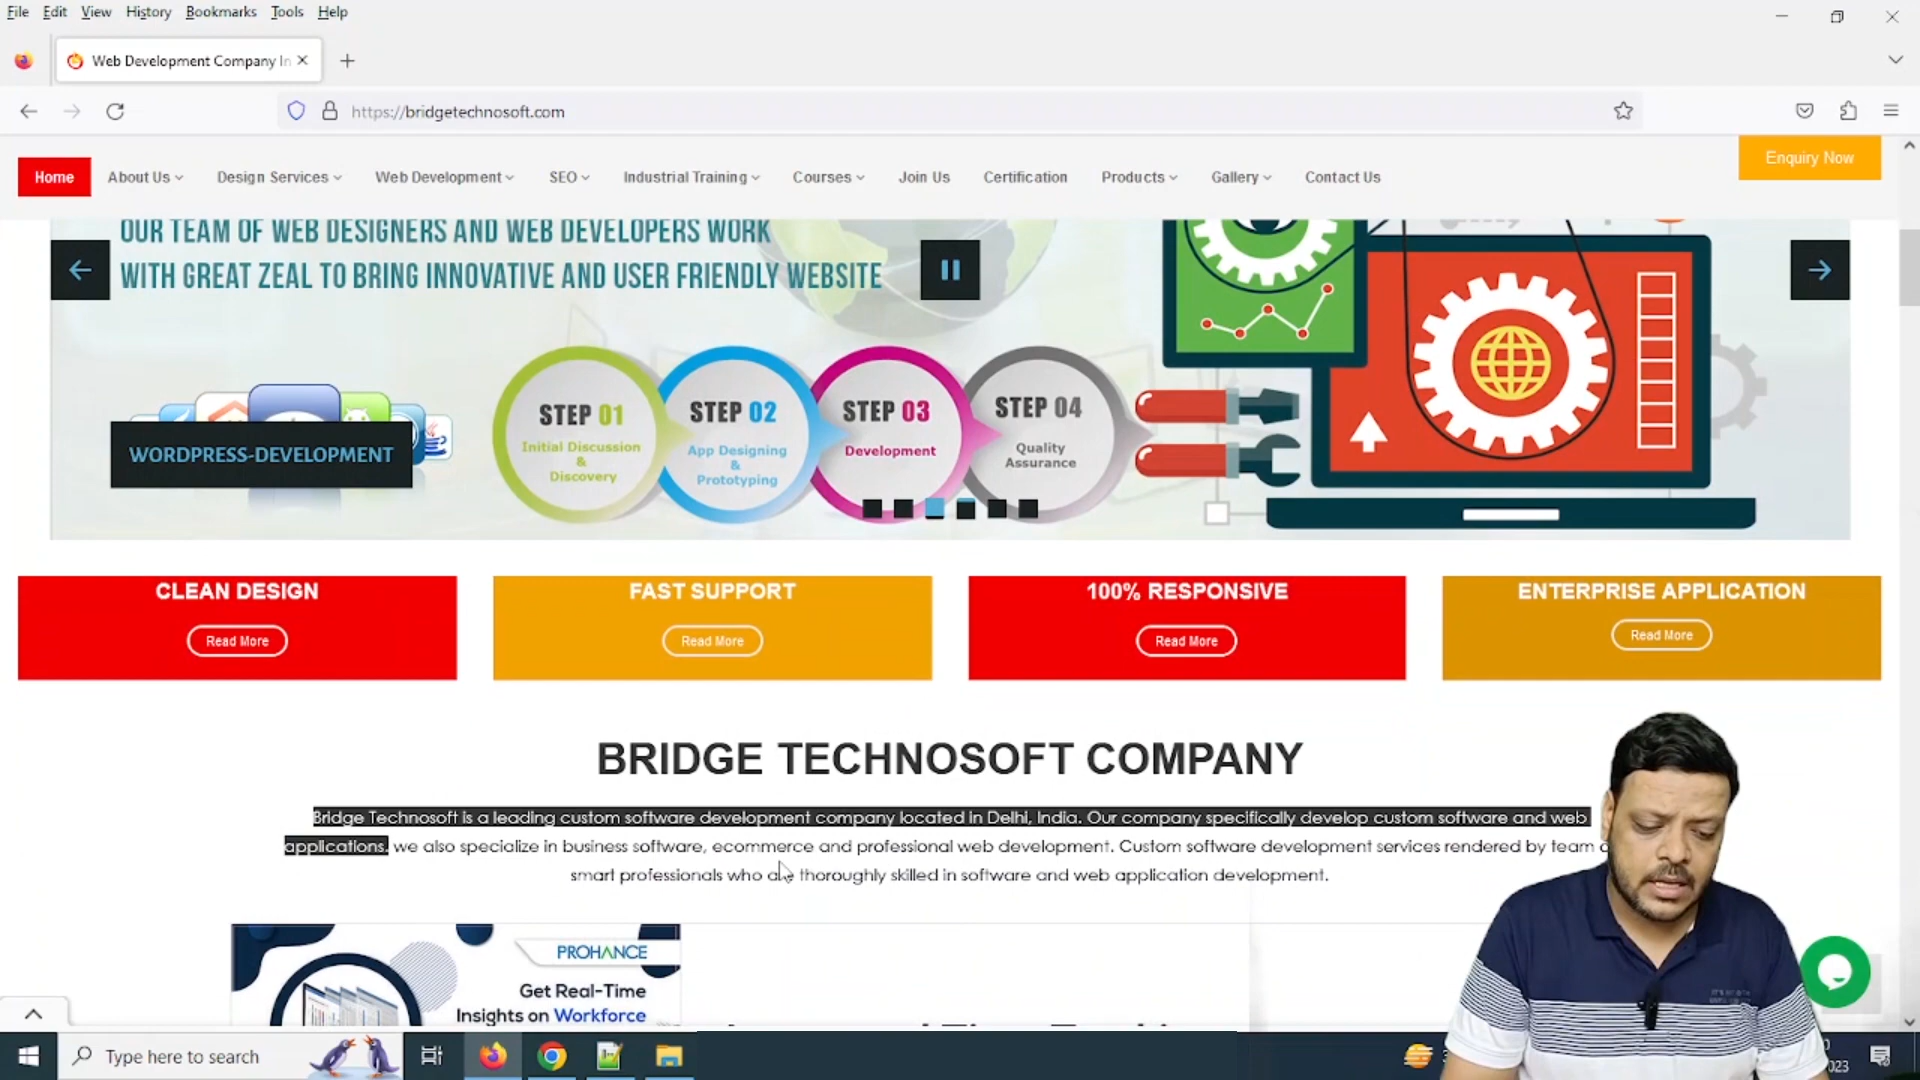 File Edit View History Bookmarks Tools Help
Web Development Company In
https://bridgetechnosoft.com
Enquiry Now
Home About Us Design Services Web Development SEO Industrial Training Courses Join Us Certification Products Gallery Contact Us
OUR TEAM OF WEB DESIGNERS AND WEB DEVELOPERS WORK
WITH GREAT ZEAL TO BRING INNOVATIVE AND USER FRIENDLY WEBSITE
WORDPRESS-DEVELOPMENT
STEP 01
Initial Discussion
&
Discovery
STEP 02
App Designing
&
Prototyping
STEP 03
Development
STEP 04
Quality
Assurance
CLEAN DESIGN
Read More
FAST SUPPORT
Read More
100% RESPONSIVE
Read More
ENTERPRISE APPLICATION
Read More
BRIDGE TECHNOSOFT COMPANY
Bridge Technosoft is a leading custom software development company located in Delhi, India. Our company specifically develop custom software and web
applications. we also specialize in business software, ecommerce and professional web development. Custom software development services rendered by team
smart professionals who are thoroughly skilled in software and web application development.
PROHANCE
Get Real-Time
Insights on Workforce
Type here to search